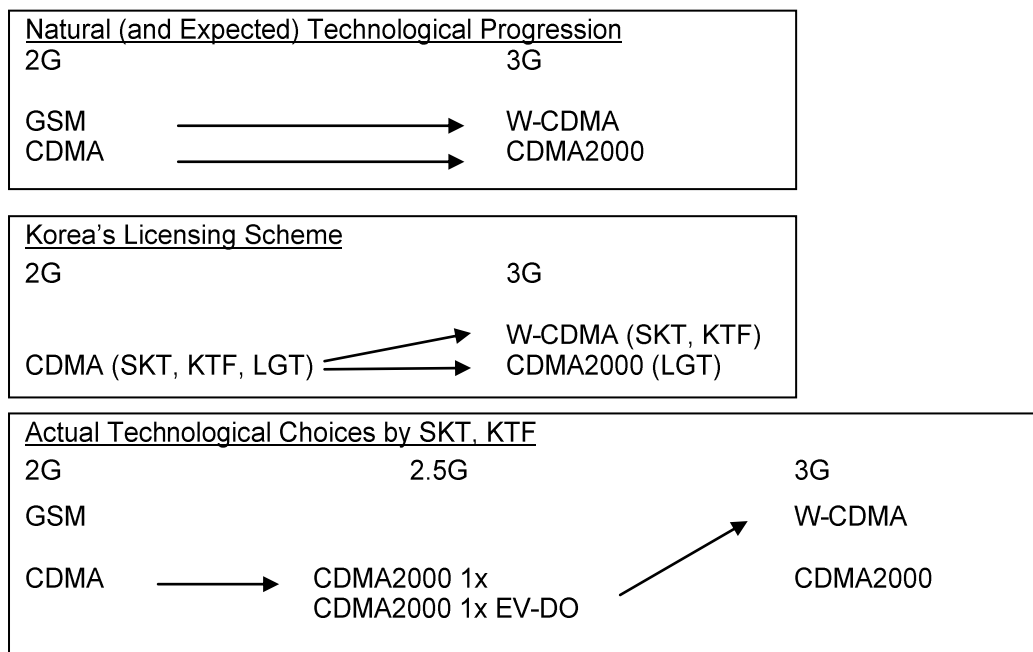 Natural (and Expected) Technological Progression
2G 3G
GSM W-CDMA
CDMA CDMA2000
Korea's Licensing Scheme
2G 3G
W-CDMA (SKT, KTF)
CDMA (SKT, KTF, LGT) CDMA2000 (LGT)
Actual Technological Choices by SKT, KTF
2G 2.5G 3G
GSM W-CDMA
CDMA CDMA2000 1x CDMA2000
CDMA2000 1x EV-DO